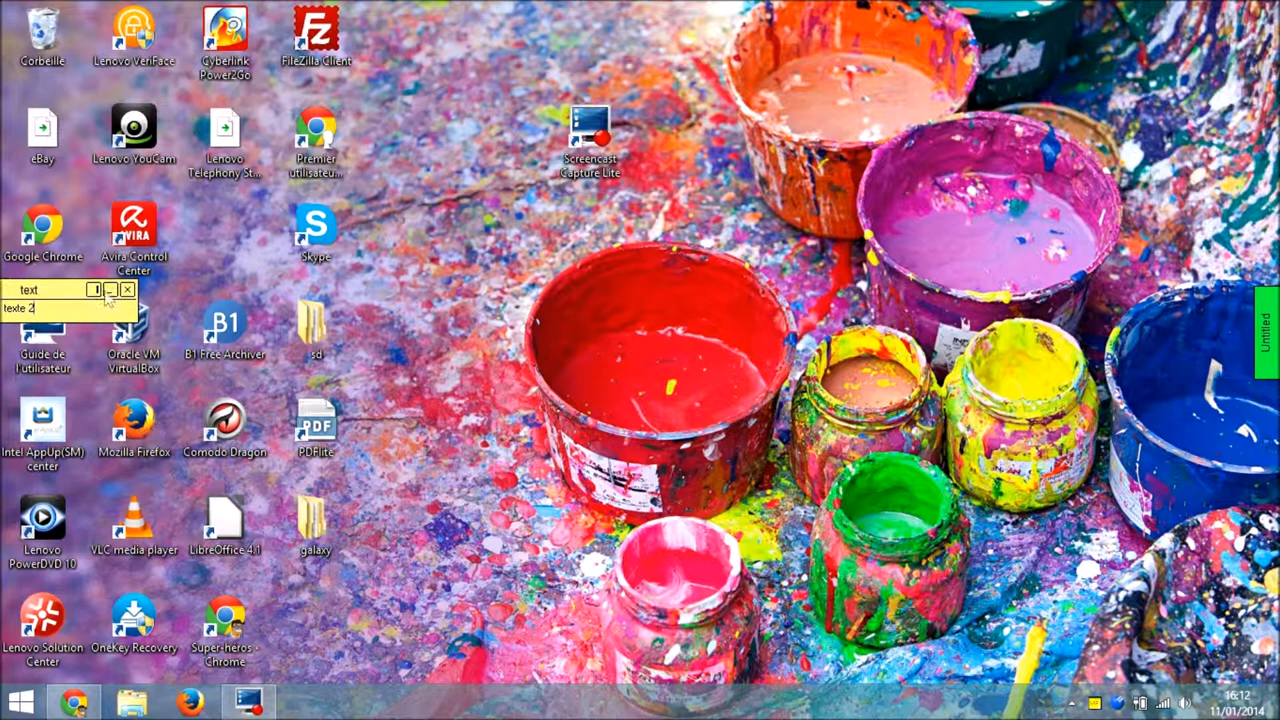 Corbeille
Lenovo VeriFace
Cyberlink
Power2Go
FileZilla Client
eBay
Lenovo YouCam
Lenovo
Telephony St...
Premier
utilisateu...
Screencast
Capture Lite
Google Chrome
AVIRA
Avira Control
Center
Skype
text
texte 2
Guide de
l'utilisateur
Oracle VM
VirtualBox
B1
B1 Free Archiver
sd
Untitled
Intel AppUp(SM)
center
Mozilla Firefox
Comodo Dragon
PDF
PDFlite
Lenovo
PowerDVD 10
VLC media player
LibreOffice 4.1
galaxy
Lenovo Solution
Center
OneKey Recovery
Super-héros -
Chrome
16:12
11/01/2014